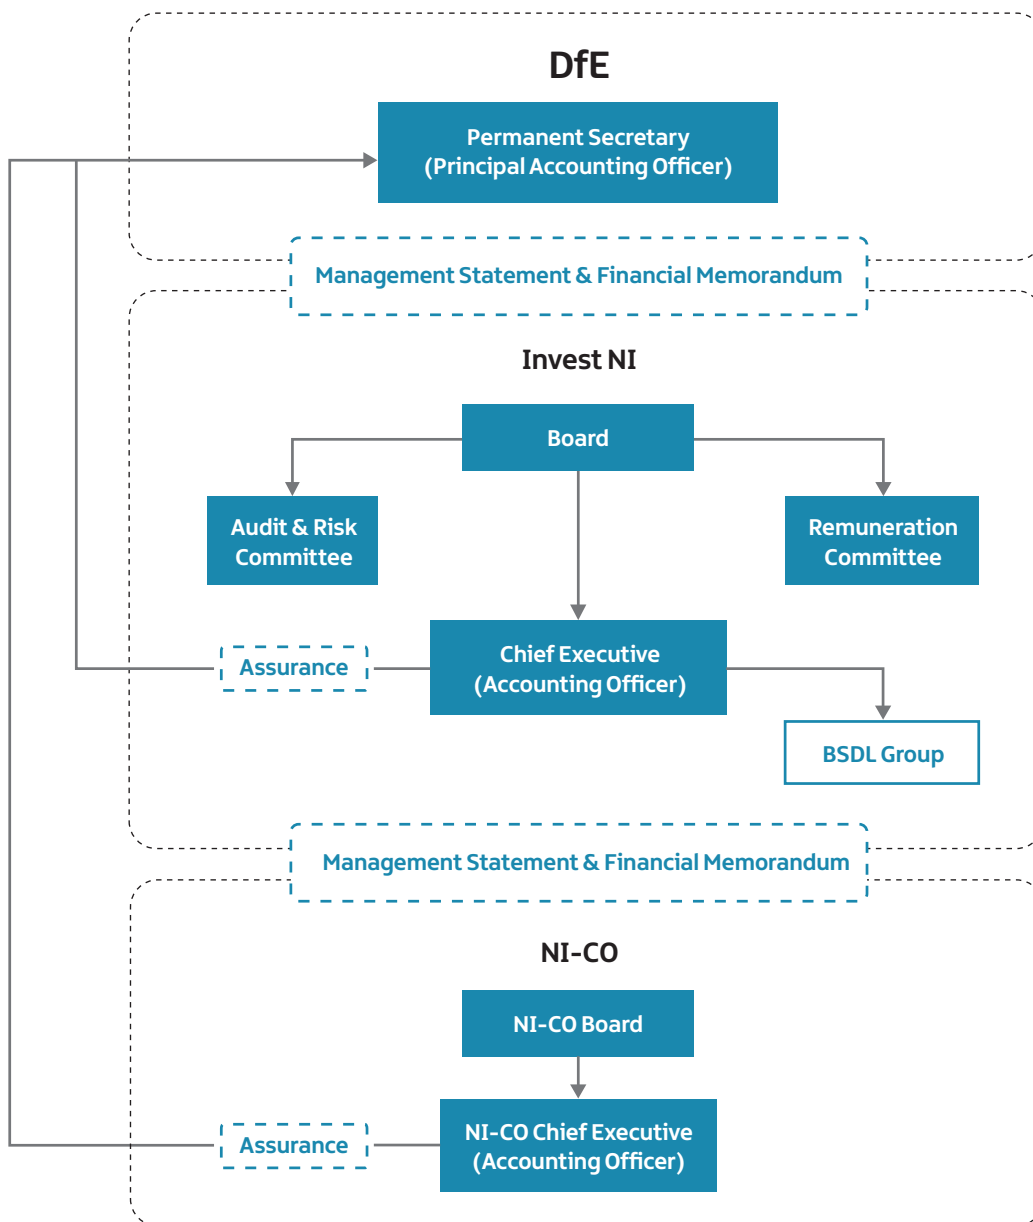 DfE
Permanent Secretary
(Principal Accounting Officer)
Management Statement & Financial Memorandum
Invest NI
Board
Audit & Risk
Committee
Remuneration
Committee
Assurance
Chief Executive
(Accounting Officer)
BSDL Group
Management Statement & Financial Memorandum
NI-CO
NI-CO Board
Assurance
NI-CO Chief Executive
(Accounting Officer)